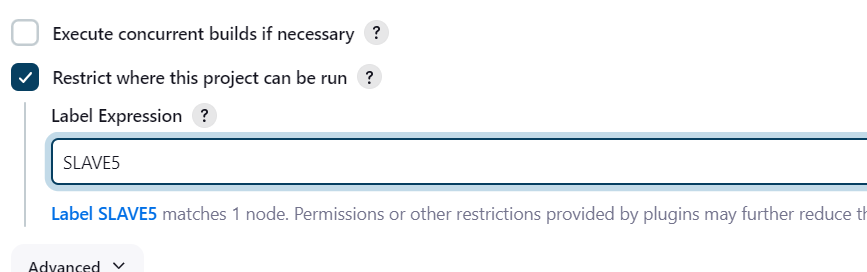 Execute concurrent builds if necessary ?
Restrict where this project can be run ?
Label Expression ?
SLAVE5
Label SLAVE5 matches 1 node. Permissions or other restrictions provided by plugins may further reduce
Advanced